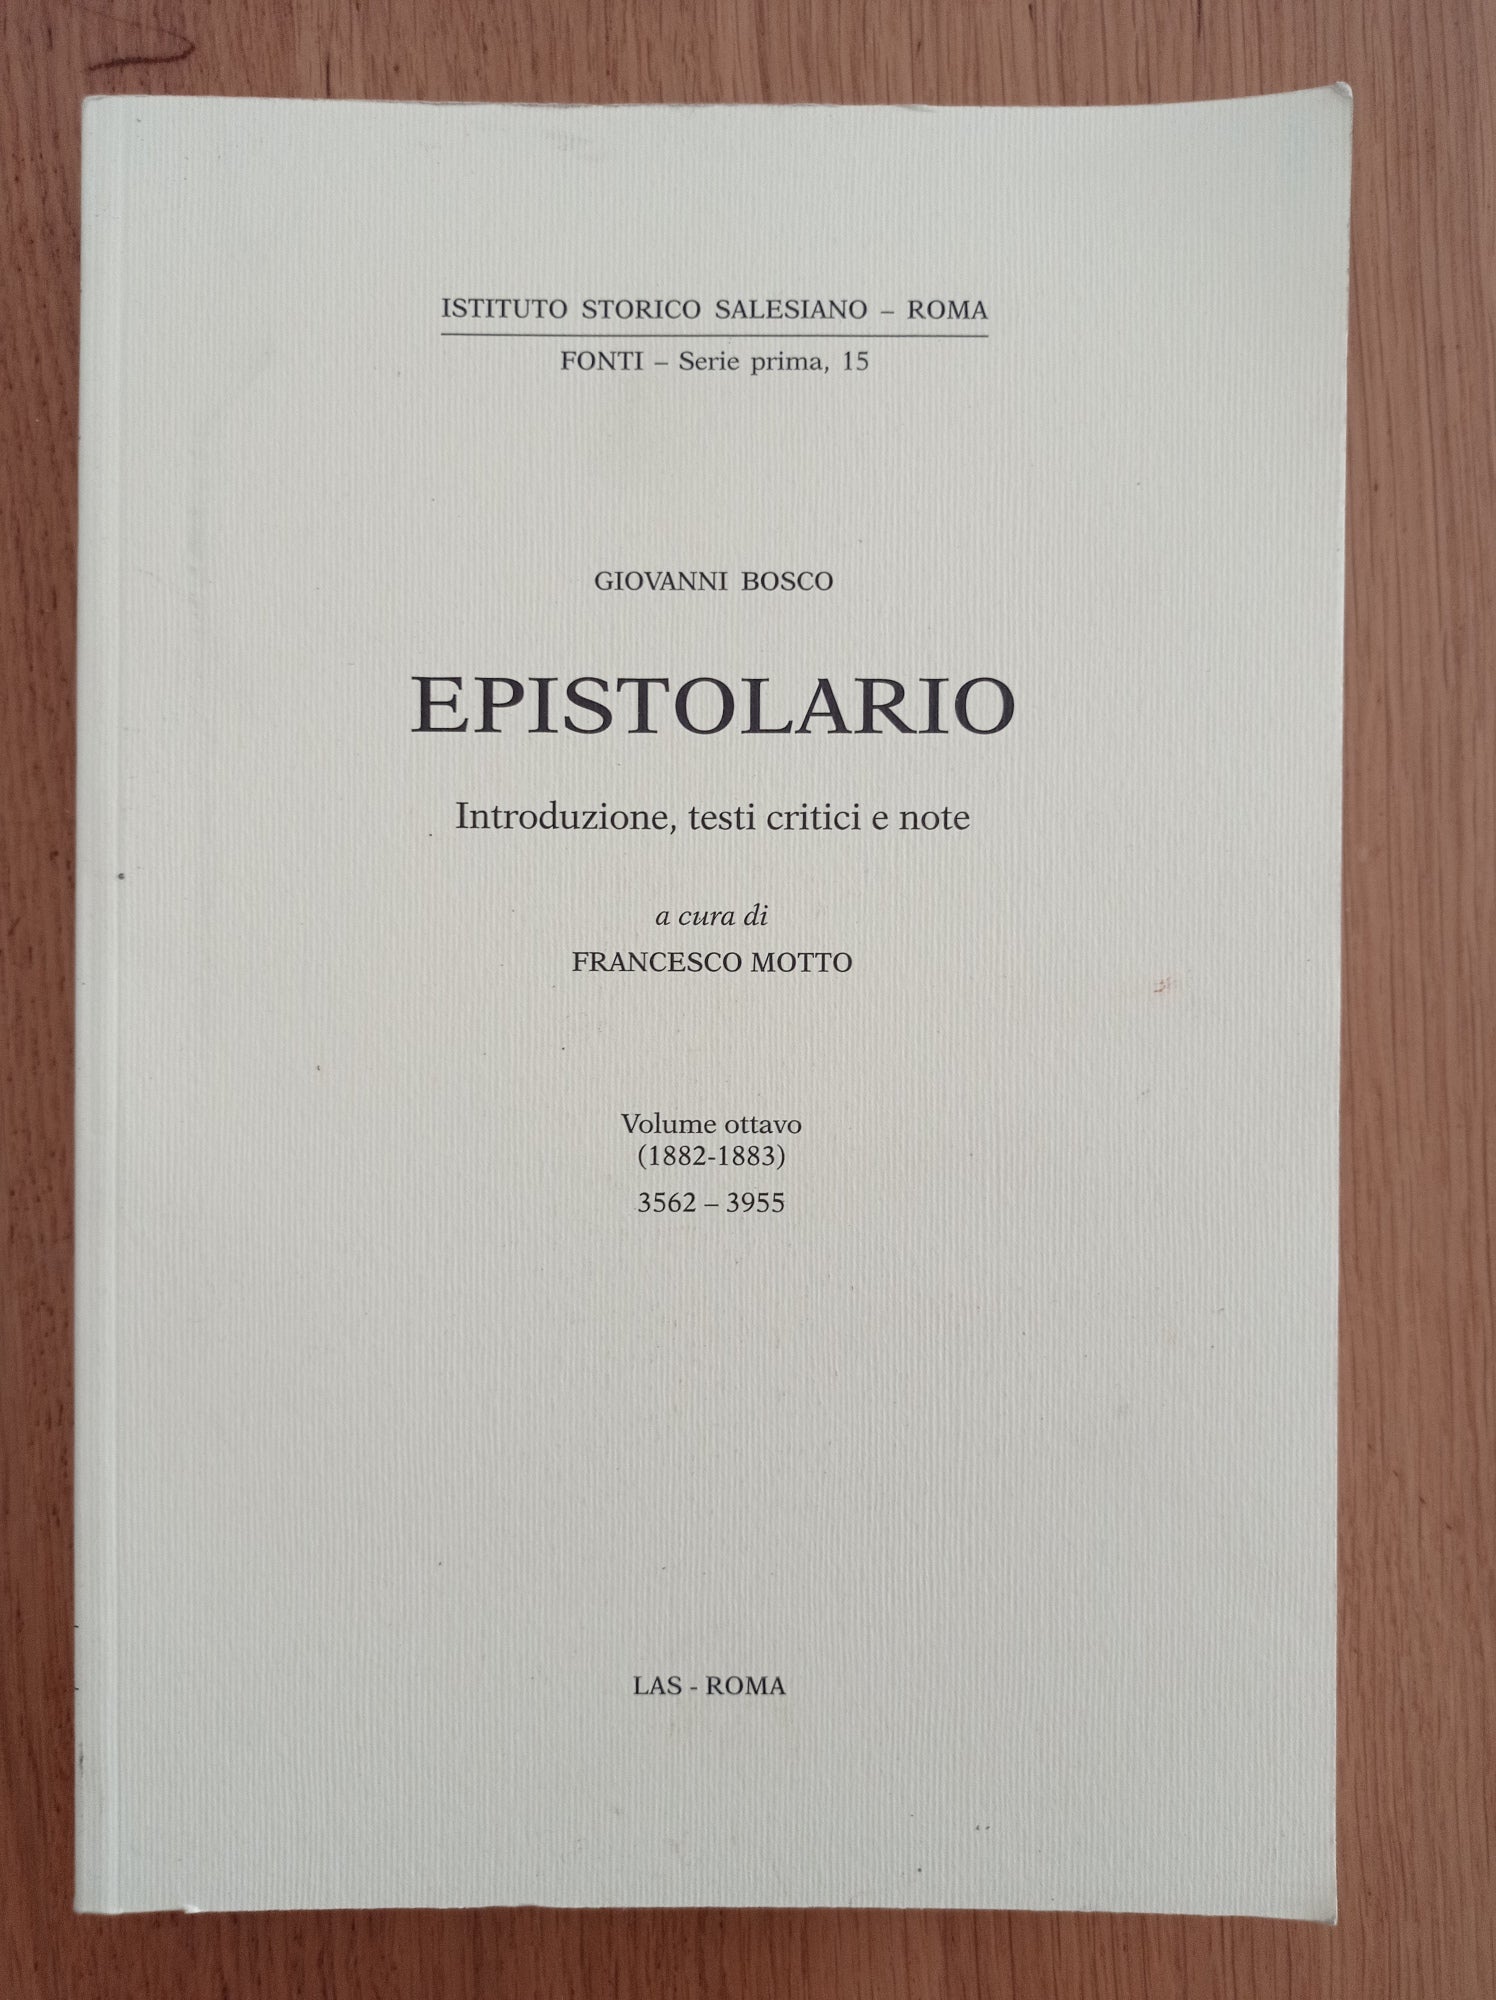 ISTITUTO STORICO SALESIANO – ROMA
FONTI – Serie prima, 15
GIOVANNI BOSCO
EPISTOLARIO
Introduzione, testi critici e note
a cura di
FRANCESCO MOTTO
Volume ottavo
(1882-1883)
3562 – 3955
LAS - ROMA